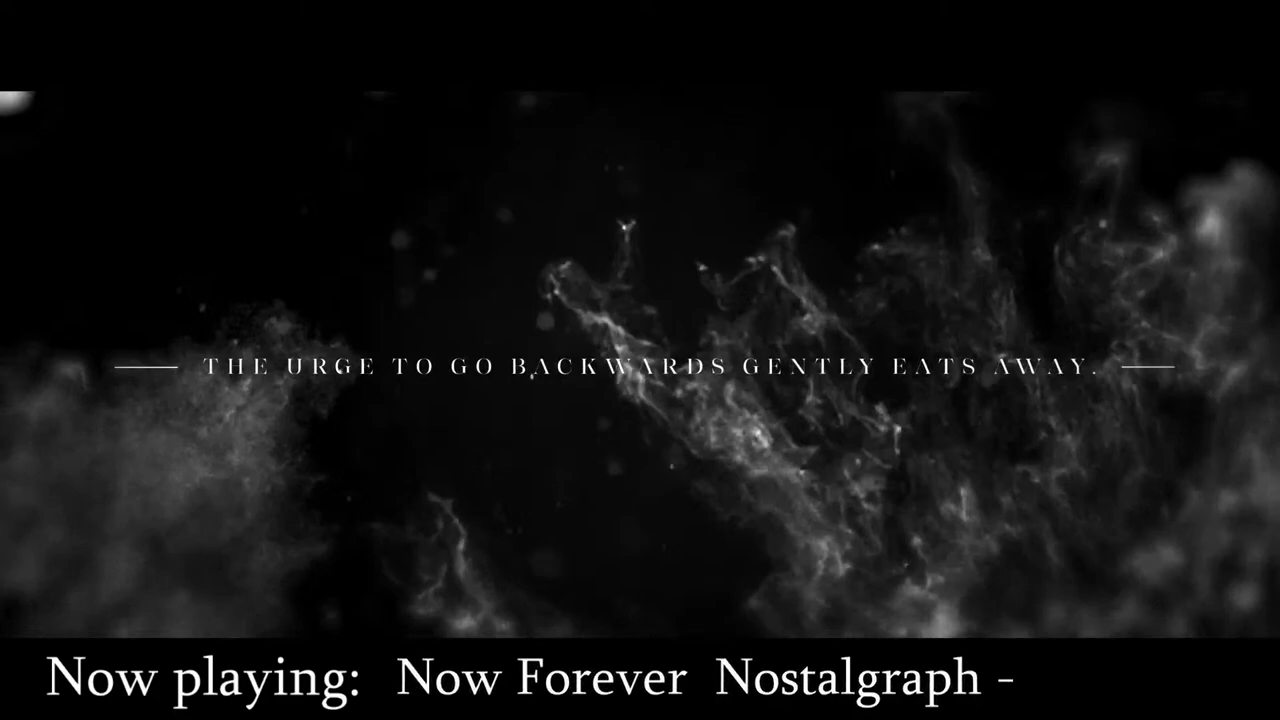 THE URGE TO GO BACKWARDS GENTLY EATS AWAY.
Now playing: Now Forever Nostalgraph -